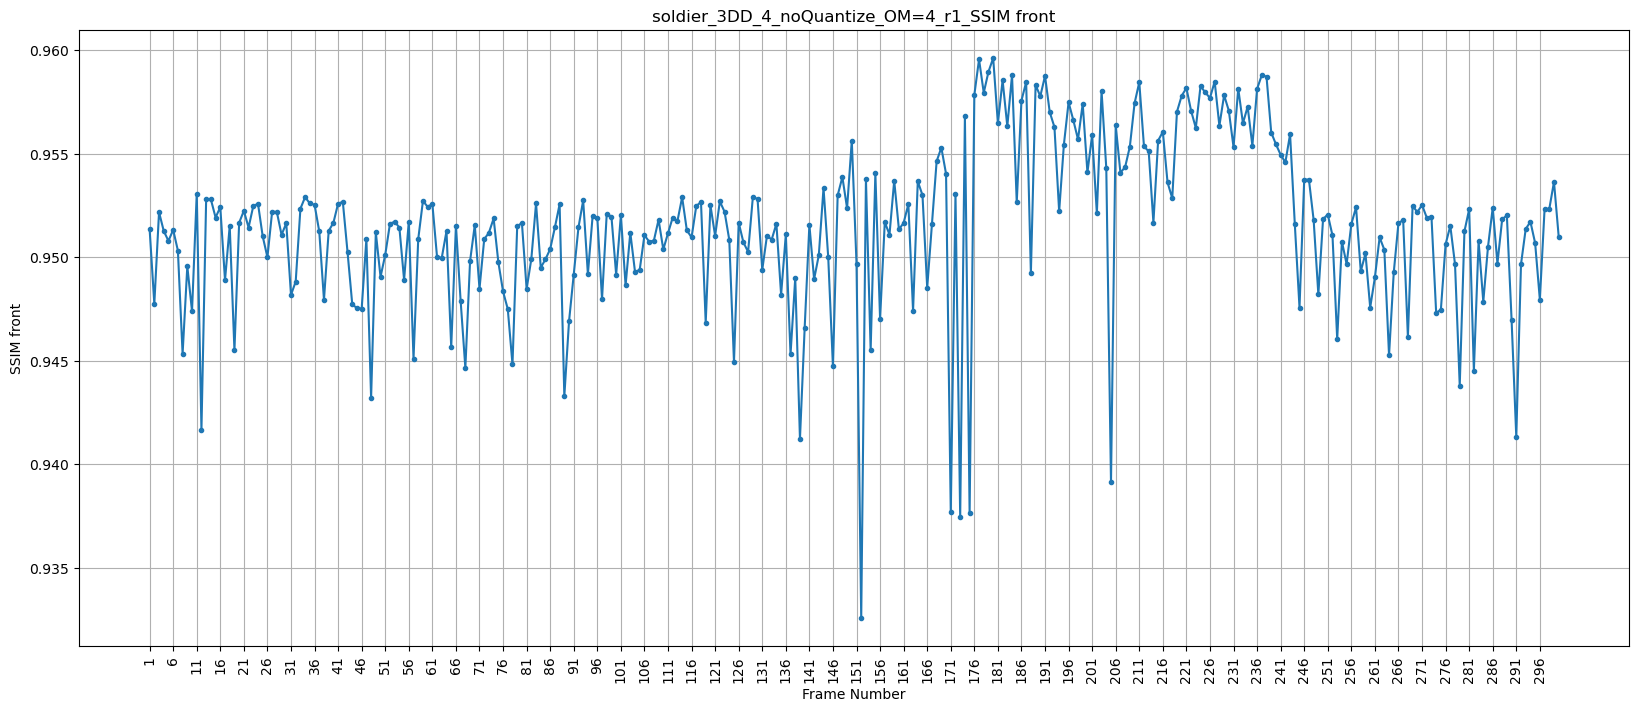 soldier_3DD_4_noQuantize_OM=4_r1_SSIM front
SSIM front
0.960
0.955
0.950
0.945
0.940
0.935
1 6 11 16 21 26 31 36 41 46 51 56 61 66 71 76 81 86 91 96 101 106 111 116 121 126 131 136 141 146 151 156 161 166 171 176 181 186 191 196 201 206 211 216 221 226 231 236 241 246 251 256 261 266 271 276 281 286 291 296
Frame Number